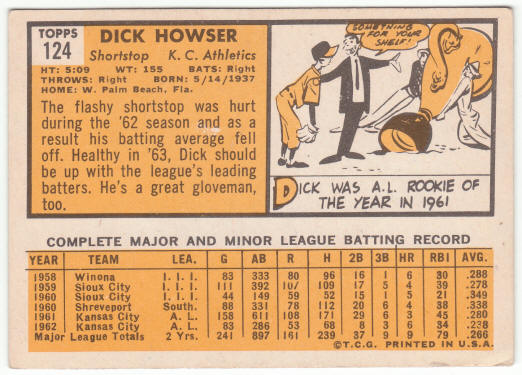 TOPPS
124
DICK HOWSER
Shortstop K. C. Athletics
HT: 5:09 WT: 155 BATS: Right
THROWS: Right BORN: 5/14/1937
HOME: W. Palm Beach, Fla.
The flashy shortstop was hurt
during the '62 season and as
a result his batting average fell
off. Healthy in '63, Dick should
be up with the league's leading
batters. He's a great gloveman,
too.
SOMETHING
FOR YOUR
SHELF!
DICK WAS A.L. ROOKIE OF
THE YEAR IN 1961
COMPLETE MAJOR AND MINOR LEAGUE BATTING RECORD
YEAR TEAM LEA. G AB R H 2B 3B HR RBI AVG.
1958 Winona I. I. I. 83 333 80 96 16 1 6 30 .288
1959 Sioux City I. I. I. 111 392 107 109 17 5 4 39 .278
1960 Sioux City I. I. I. 44 149 59 52 15 1 5 21 .349
1960 Shreveport South. 88 331 78 112 20 6 4 38 .338
1961 Kansas City A. L. 158 611 108 171 29 6 3 45 .280
1962 Kansas City A. L. 83 286 53 68 8 3 6 34 .238
Major League Totals 2 Yrs. 241 897 161 239 37 9 9 79 .266
©T.C.G. PRINTED IN U.S.A.